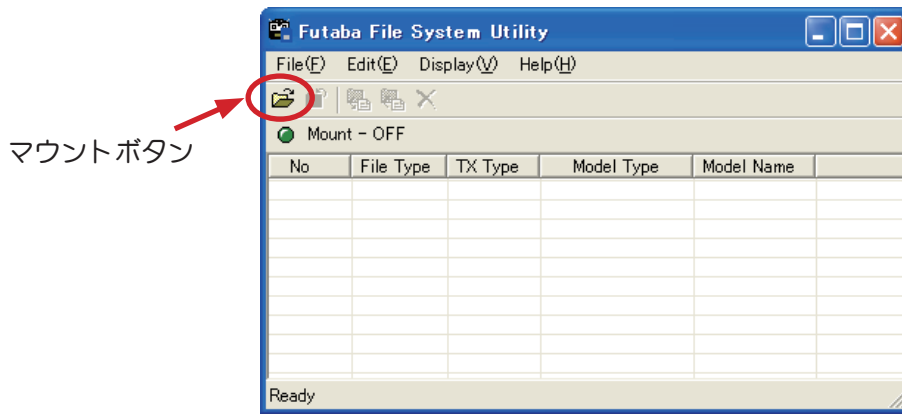 Futaba File System Utility
File(F) Edit(E) Display(V) Help(H)
マウントボタン
Mount - OFF
No File Type TX Type Model Type Model Name
Ready